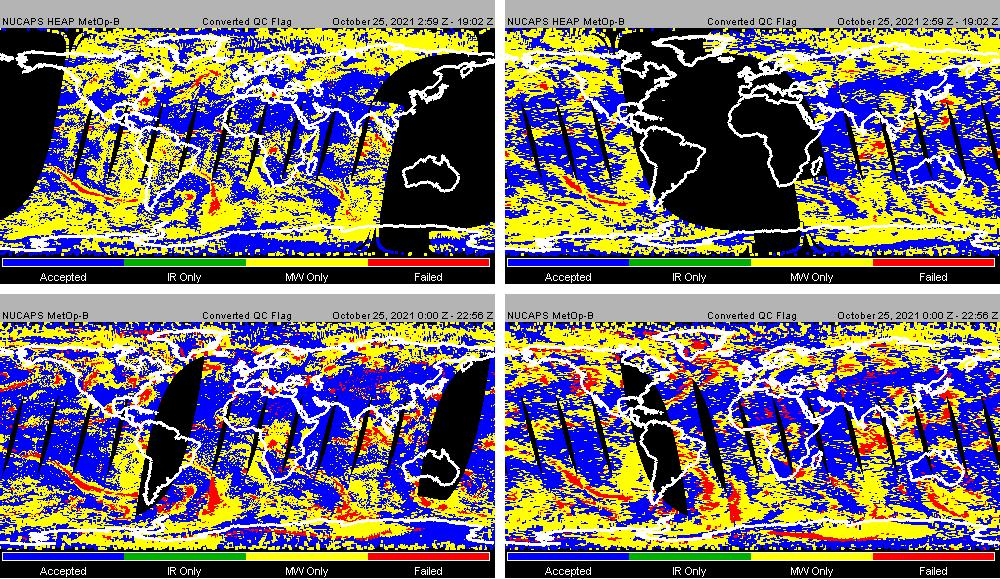 NUCAPS HEAP MetOp-B Converted QC Flag October 25, 2021 2:59 Z - 19:02 Z
Accepted IR Only MW Only Failed
NUCAPS HEAP MetOp-B Converted QC Flag October 25, 2021 2:59 Z - 19:02 Z
Accepted IR Only MW Only Failed
NUCAPS MetOp-B Converted QC Flag October 25, 2021 0:00 Z - 22:56 Z
Accepted IR Only MW Only Failed
NUCAPS MetOp-B Converted QC Flag October 25, 2021 0:00 Z - 22:56 Z
Accepted IR Only MW Only Failed